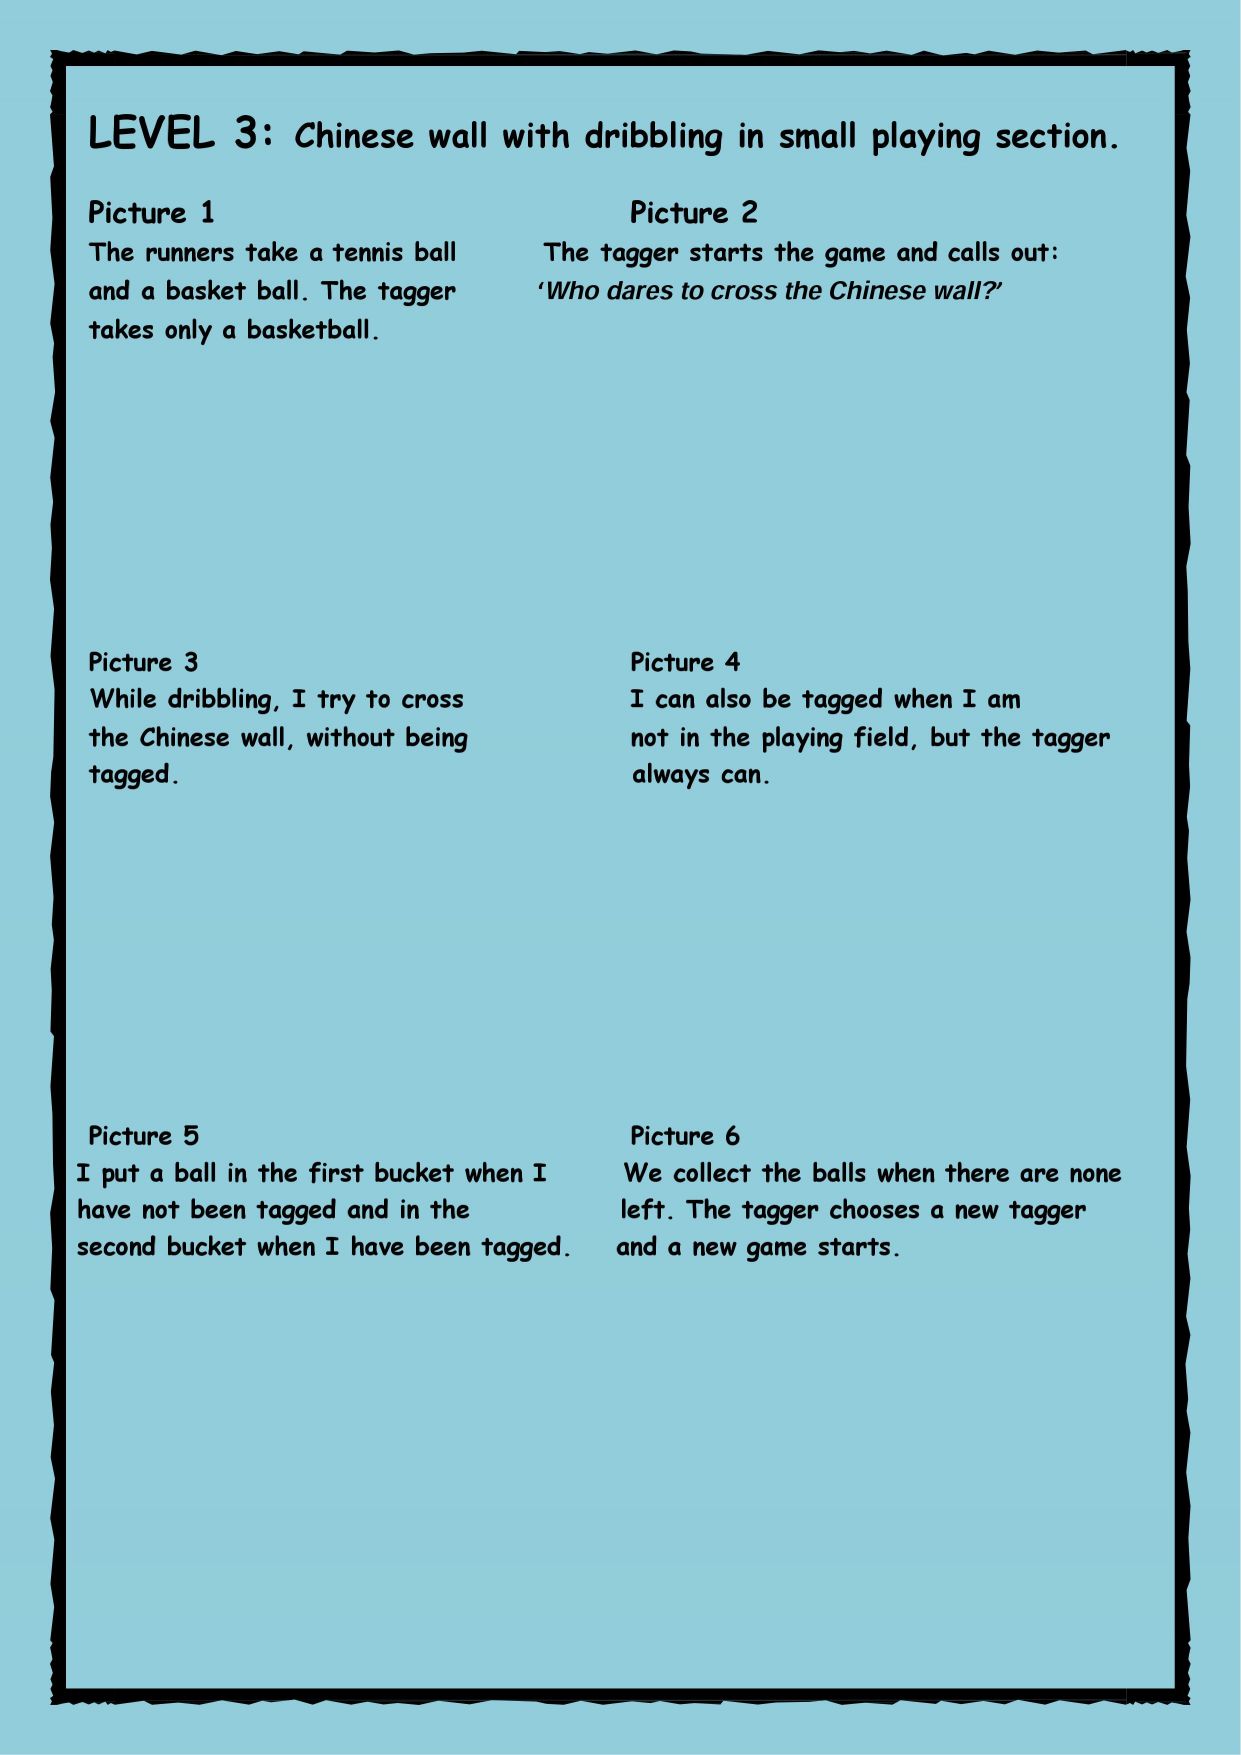 LEVEL 3: Chinese wall with dribbling in small playing section.
Picture 1
The runners take a tennis ball
and a basket ball. The tagger
takes only a basketball.
Picture 2
The tagger starts the game and calls out:
‘Who dares to cross the Chinese wall?’
Picture 3
While dribbling, I try to cross
the Chinese wall, without being
tagged.
Picture 4
I can also be tagged when I am
not in the playing field, but the tagger
always can.
Picture 5
I put a ball in the first bucket when I
have not been tagged and in the
second bucket when I have been tagged.
Picture 6
We collect the balls when there are none
left. The tagger chooses a new tagger
and a new game starts.